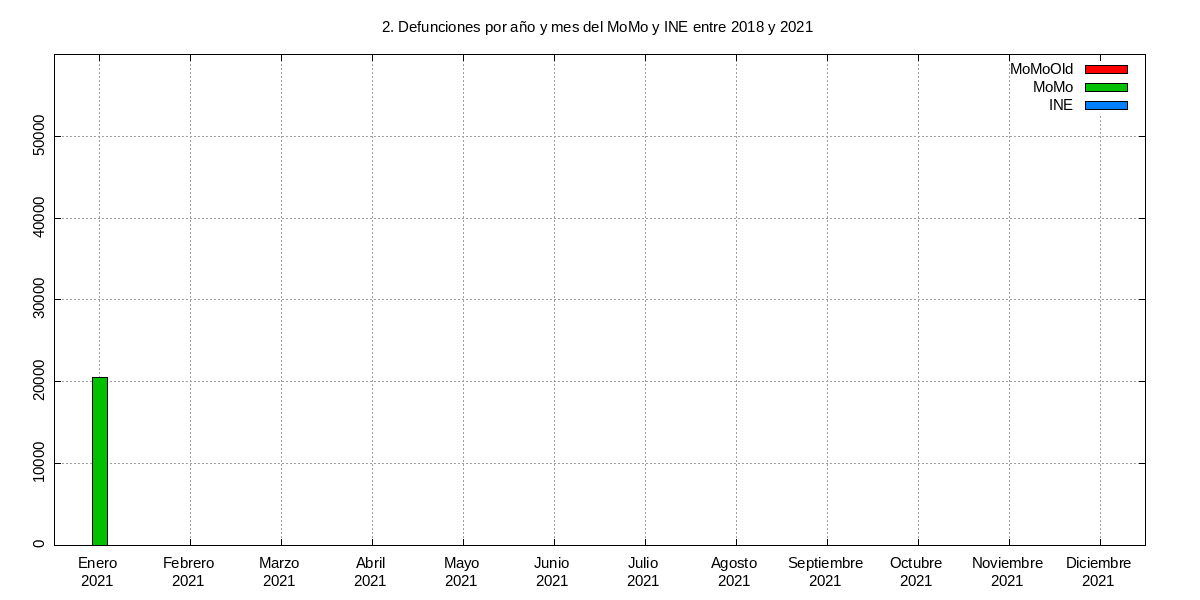 2. Defunciones por año y mes del MoMo y INE entre 2018 y 2021
MoMoOld
MoMo
INE
50000
40000
30000
20000
10000
0
Enero Febrero Marzo Abril Mayo Junio Julio Agosto Septiembre Octubre Noviembre Diciembre
2021 2021 2021 2021 2021 2021 2021 2021 2021 2021 2021 2021